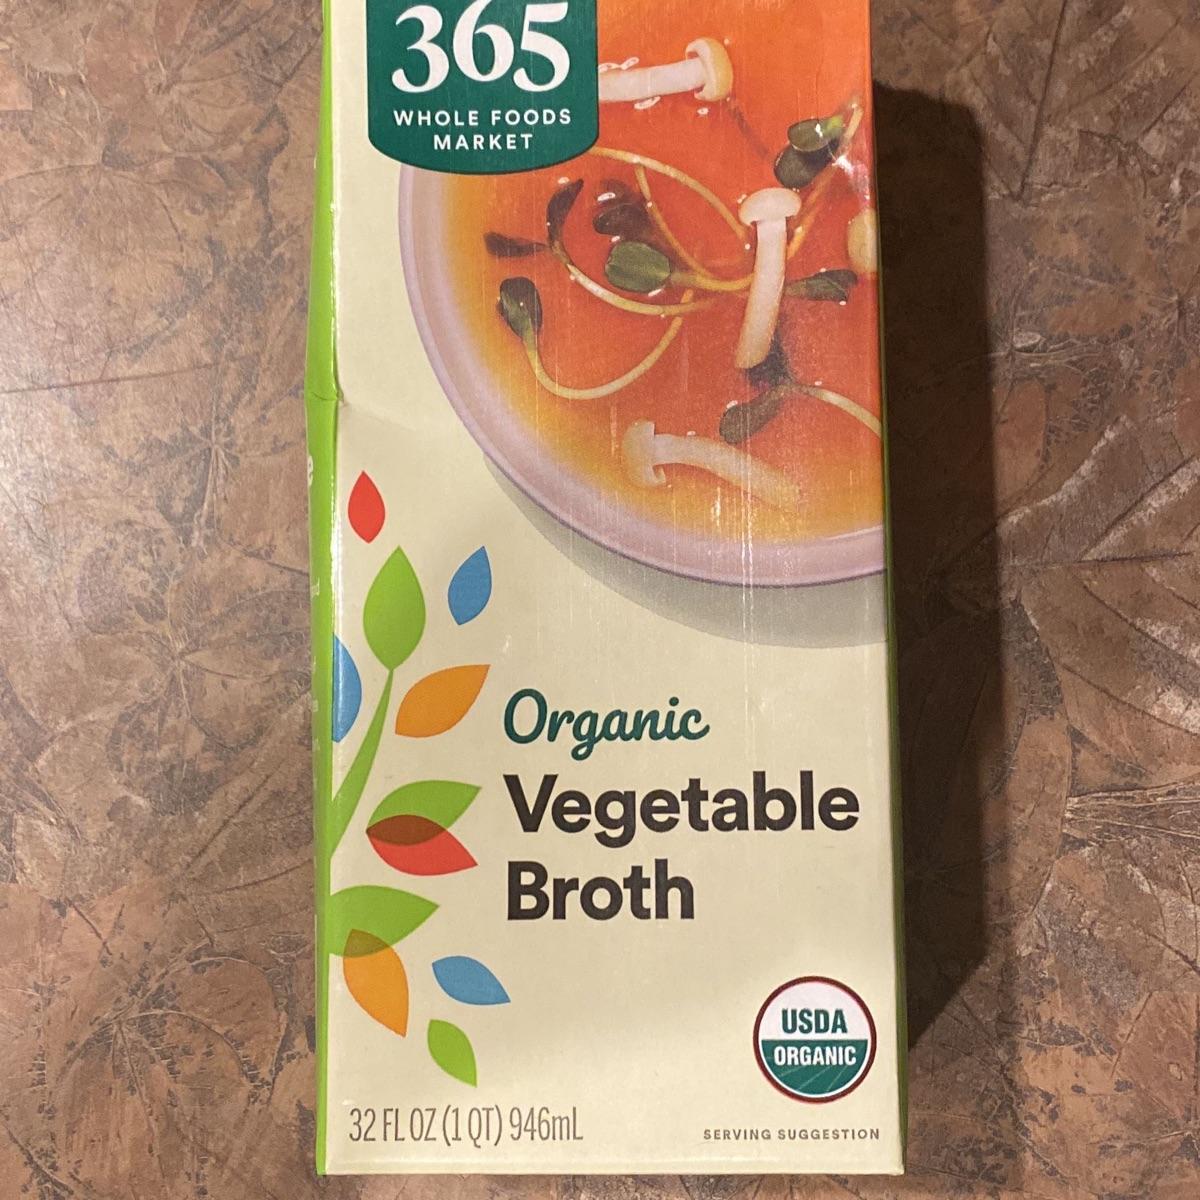 365
WHOLE FOODS
MARKET
Organic
Vegetable
Broth
USDA
ORGANIC
32 FL OZ (1 QT) 946mL
SERVING SUGGESTION